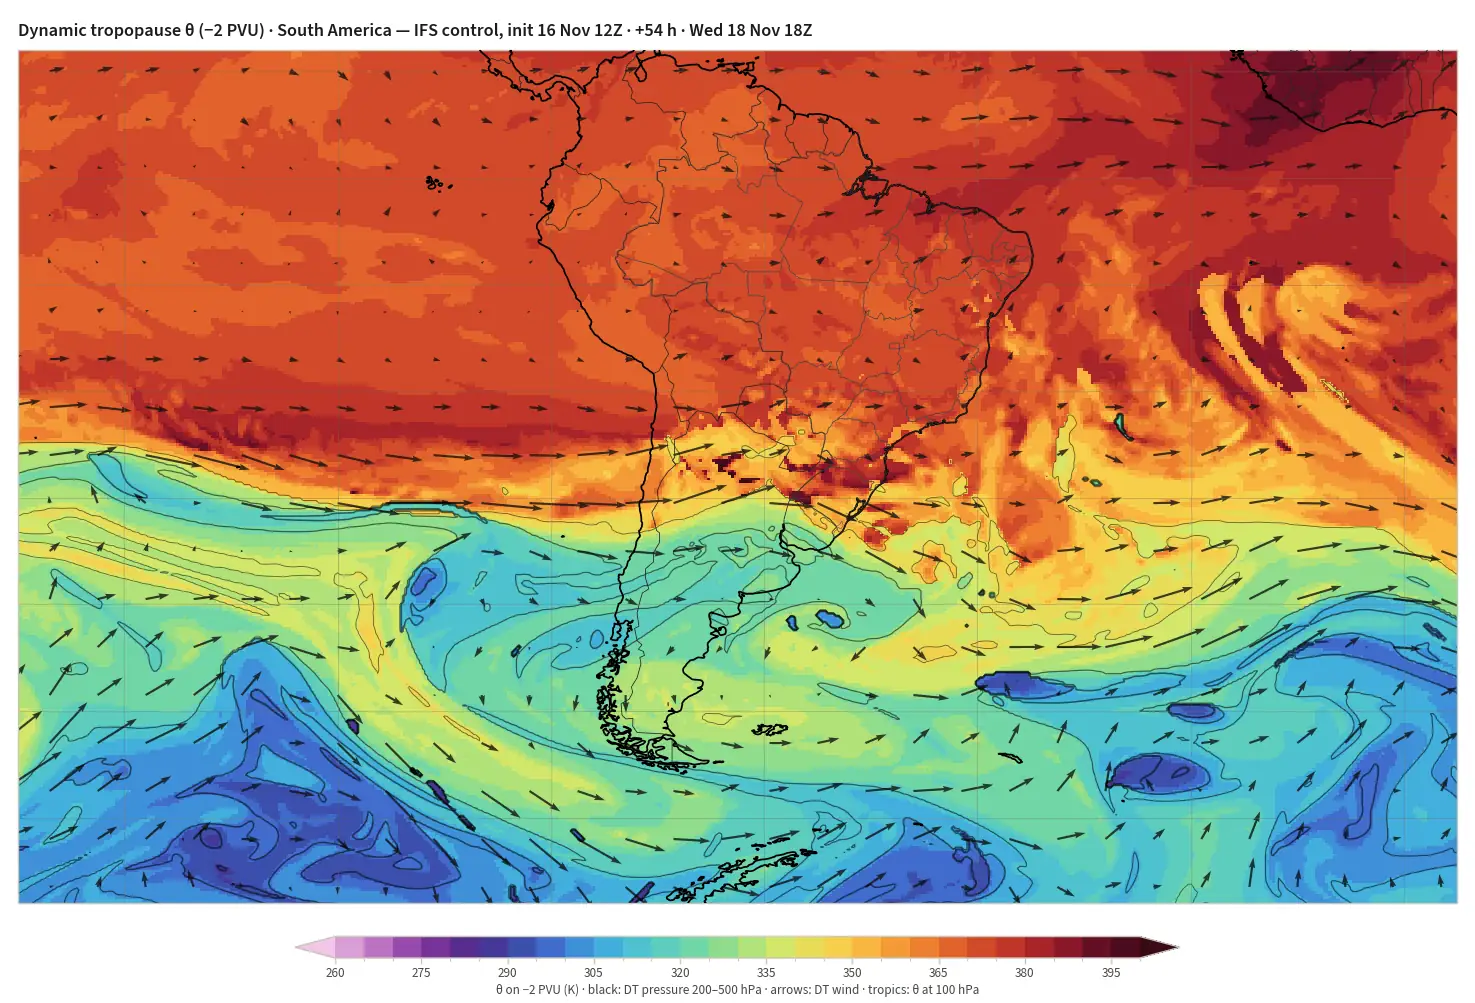 Dynamic tropopause θ (−2 PVU) · South America — IFS control, init 16 Nov 12Z · +54 h · Wed 18 Nov 18Z
260 275 290 305 320 335 350 365 380 395
θ on −2 PVU (K) · black: DT pressure 200–500 hPa · arrows: DT wind · tropics: θ at 100 hPa